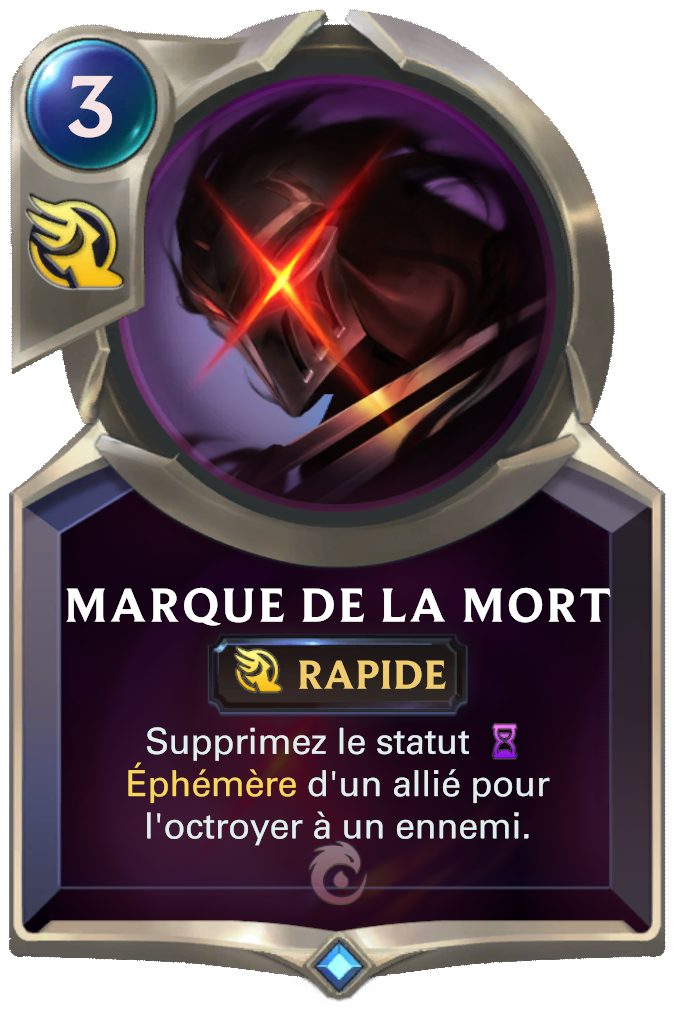 3
MARQUE DE LA MORT
RAPIDE
Supprimez le statut
Éphémère d'un allié pour
l'octroyer à un ennemi.